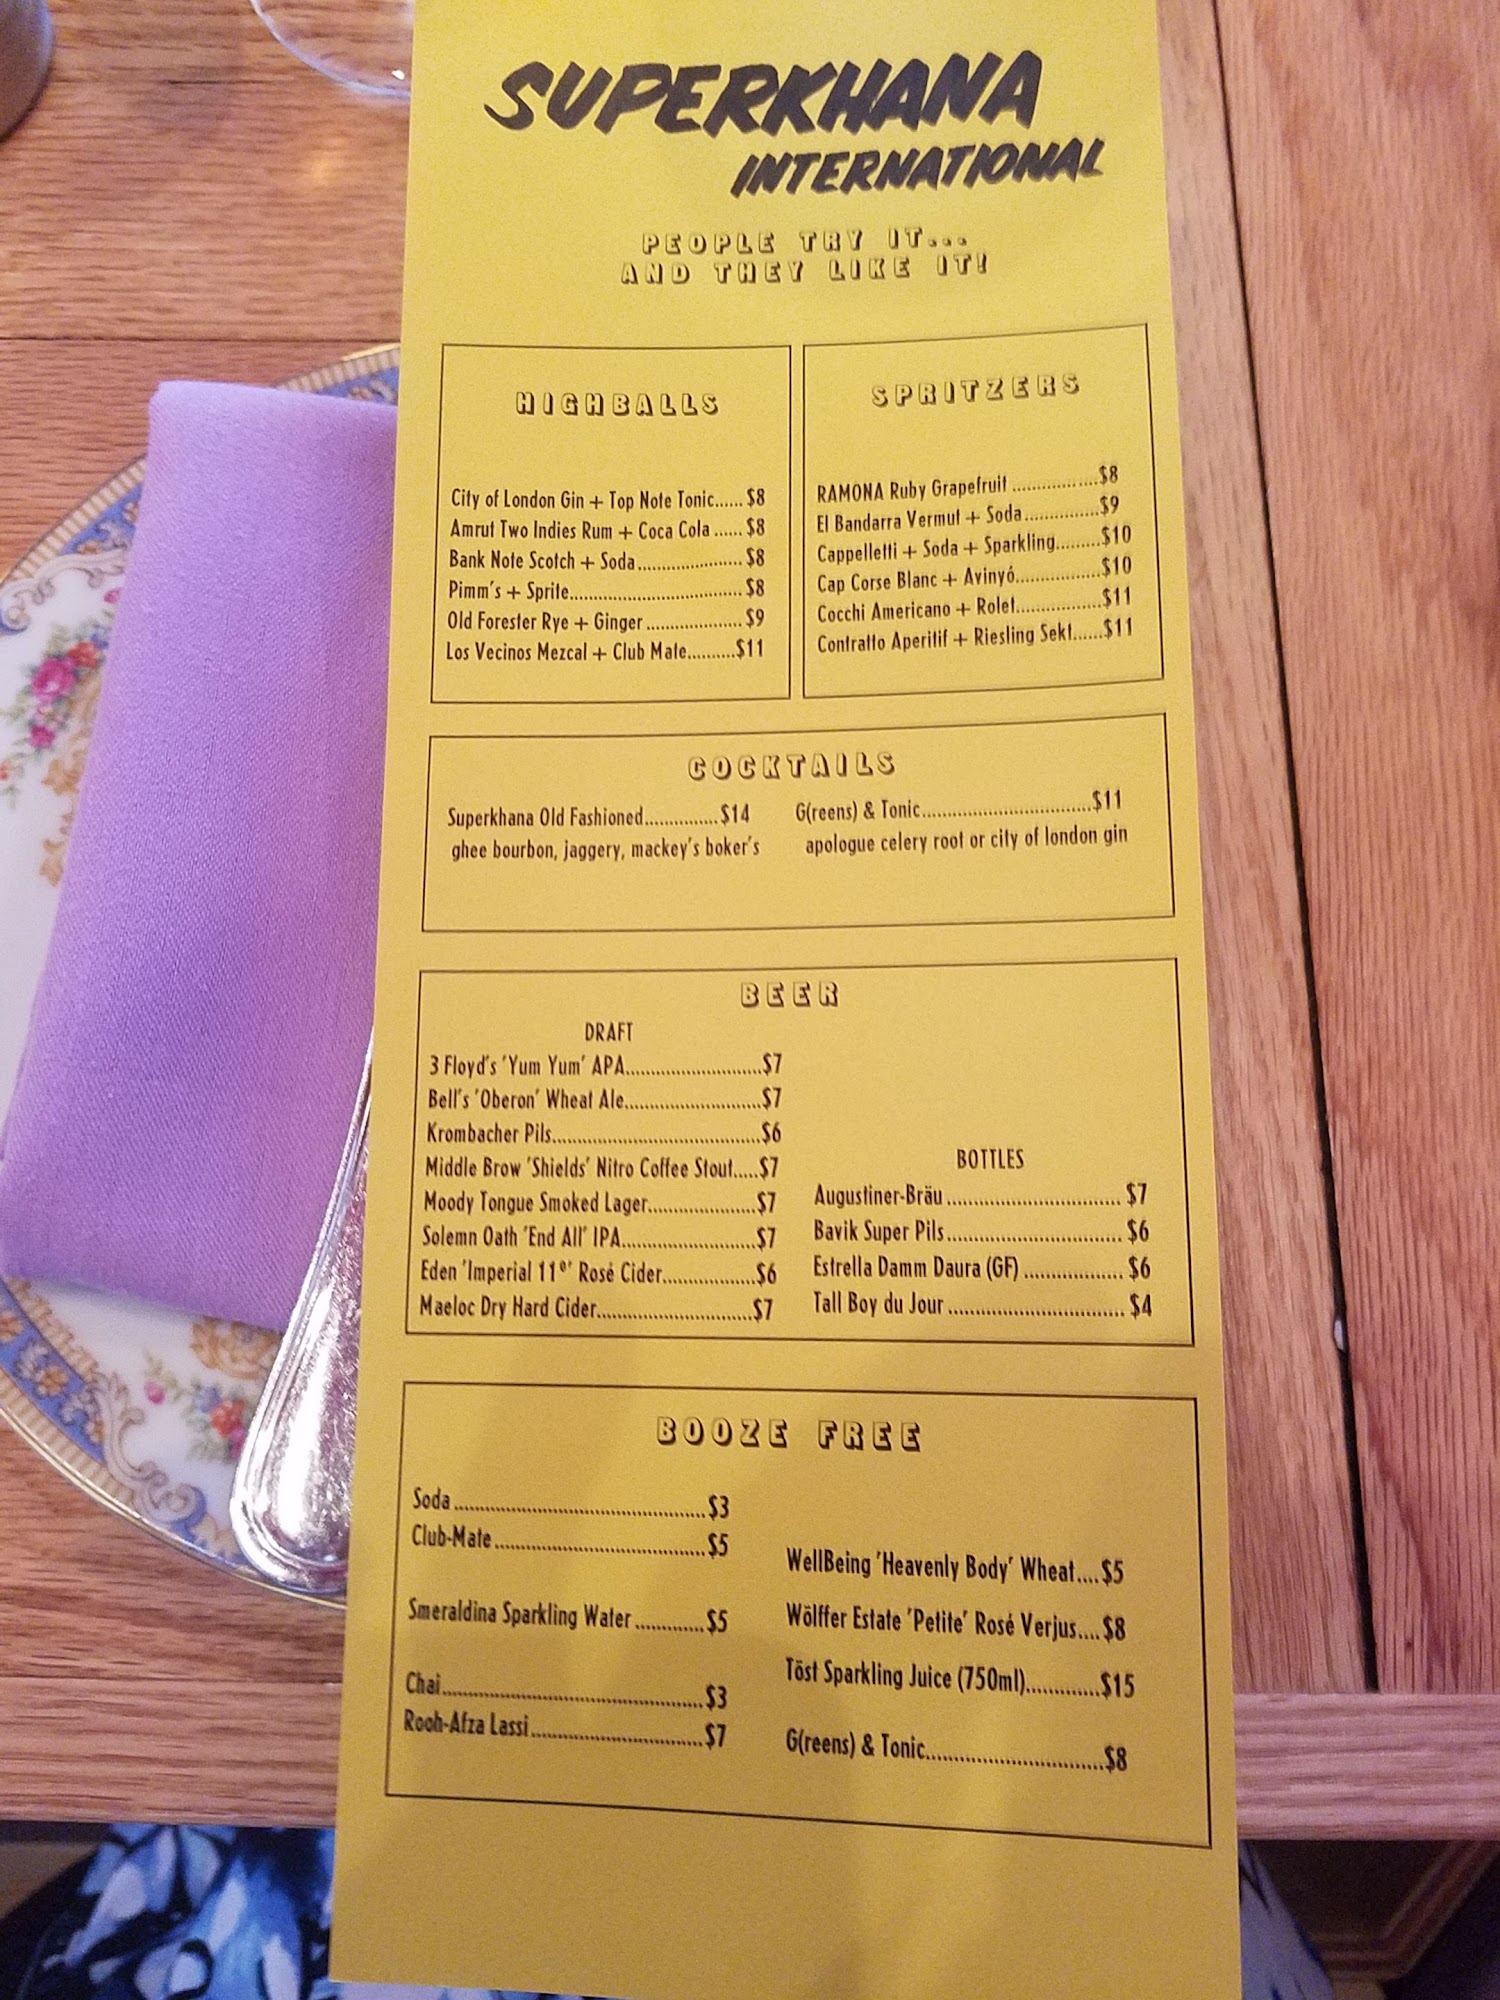 SUPERKHANA
INTERNATIONAL
PEOPLE TRY IT...
AND THEY LIKE IT!
HIGHBALLS
City of London Gin + Top Note Tonic......$8
Amrut Two Indies Rum + Coca Cola......$8
Bank Note Scotch + Soda......................$8
Pimm's + Sprite....................................$8
Old Forester Rye + Ginger....................$9
Los Vecinos Mezcal + Club Mate..........$11
SPRITZERS
RAMONA Ruby Grapefruit.................$8
El Bandarra Vermut + Soda...............$9
Cappelletti + Soda + Sparkling.........$10
Cap Corse Blanc + Avinyó.................$10
Cocchi Americano + Rolet.................$11
Contratto Aperitif + Riesling Sekt......$11
COCKTAILS
Superkhana Old Fashioned...............$14
ghee bourbon, jaggery, mackey's boker's
G(reens) & Tonic..................................$11
apologue celery root or city of london gin
BEER
DRAFT
3 Floyd's 'Yum Yum' APA...........................$7
Bell's 'Oberon' Wheat Ale...........................$7
Krombacher Pils.........................................$6
Middle Brow 'Shields' Nitro Coffee Stout.....$7
Moody Tongue Smoked Lager.....................$7
Solemn Oath 'End All' IPA..........................$7
Eden 'Imperial 11°' Rosé Cider..................$6
Maeloc Dry Hard Cider...............................$7
BOTTLES
Augustiner-Bräu...............................$7
Bavik Super Pils...............................$6
Estrella Damm Daura (GF)..................$6
Tall Boy du Jour................................$4
BOOZE FREE
Soda..............................................$3
Club-Mate.......................................$5
Smeraldina Sparkling Water.............$5
Chai................................................$3
Rooh-Afza Lassi................................$7
WellBeing 'Heavenly Body' Wheat....$5
Wölffer Estate 'Petite' Rosé Verjus....$8
Töst Sparkling Juice (750ml).............$15
G(reens) & Tonic................................$8